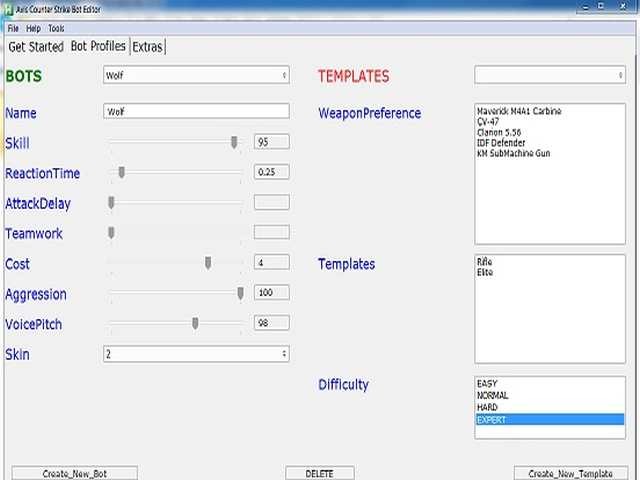 Avis Counter Strike Bot Editor
File Help Tools
Get Started Bot Profiles Extras
BOTS Wolf TEMPLATES
Name Wolf WeaponPreference
Maverick M4A1 Carbine
CV-47
Clarion 5.56
IDF Defender
KM SubMachine Gun
Skill 95
ReactionTime 0.25
AttackDelay
Teamwork
Cost 4 Templates
Rifle
Elite
Aggression 100
VoicePitch 98
Skin 2
Difficulty
EASY
NORMAL
HARD
EXPERT
Create_New_Bot DELETE Create_New_Template